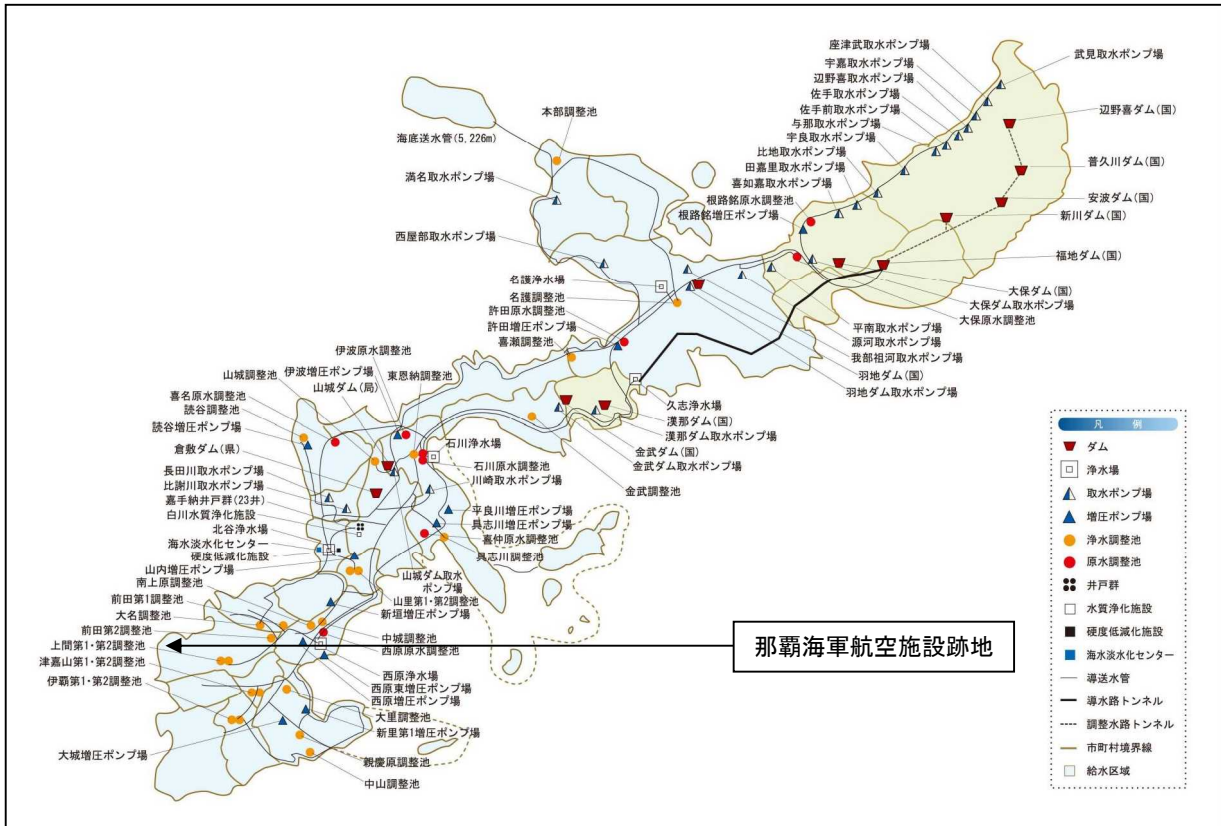 座津武取水ポンプ場
宇嘉取水ポンプ場
辺野喜取水ポンプ場
佐手取水ポンプ場
佐手前取水ポンプ場
与那取水ポンプ場
宇良取水ポンプ場
比地取水ポンプ場
田嘉里取水ポンプ場
喜如嘉取水ポンプ場
根路銘原水調整池
根路銘増圧ポンプ場
武見取水ポンプ場
辺野喜ダム(国)
普久川ダム(国)
安波ダム(国)
新川ダム(国)
福地ダム(国)
大保ダム(国)
大保ダム取水ポンプ場
大保原水調整池
平南取水ポンプ場
源河取水ポンプ場
我部祖河取水ポンプ場
羽地ダム(国)
羽地ダム取水ポンプ場
本部調整池
海底送水管(5,226m)
満名取水ポンプ場
西屋部取水ポンプ場
名護浄水場
名護調整池
許田原水調整池
許田増圧ポンプ場
喜瀬調整池
久志浄水場
漢那ダム(国)
漢那ダム取水ポンプ場
金武ダム(国)
金武ダム取水ポンプ場
金武調整池
伊波原水調整池
伊波増圧ポンプ場
東恩納調整池
山城ダム(局)
山城調整池
喜名原水調整池
読谷調整池
読谷増圧ポンプ場
倉敷ダム(県)
長田川取水ポンプ場
比謝川取水ポンプ場
嘉手納井戸群(23井)
白川水質浄化施設
北谷浄水場
海水淡水化センター
硬度低減化施設
山内増圧ポンプ場
石川浄水場
石川原水調整池
川崎取水ポンプ場
平良川増圧ポンプ場
具志川増圧ポンプ場
喜仲原水調整池
具志川調整池
山城ダム取水
ポンプ場
山里第1・第2調整池
新垣増圧ポンプ場
中城調整池
西原原水調整池
南上原調整池
前田第1調整池
大名調整池
前田第2調整池
上間第1・第2調整池
津嘉山第1・第2調整池
伊覇第1・第2調整池
大城増圧ポンプ場
西原浄水場
西原東増圧ポンプ場
西原増圧ポンプ場
大里調整池
新里第1増圧ポンプ場
親慶原調整池
中山調整池
那覇海軍航空施設跡地
凡例
ダム
浄水場
取水ポンプ場
増圧ポンプ場
浄水調整池
原水調整池
井戸群
水質浄化施設
硬度低減化施設
海水淡水化センター
導送水管
導水路トンネル
調整水路トンネル
市町村境界線
給水区域